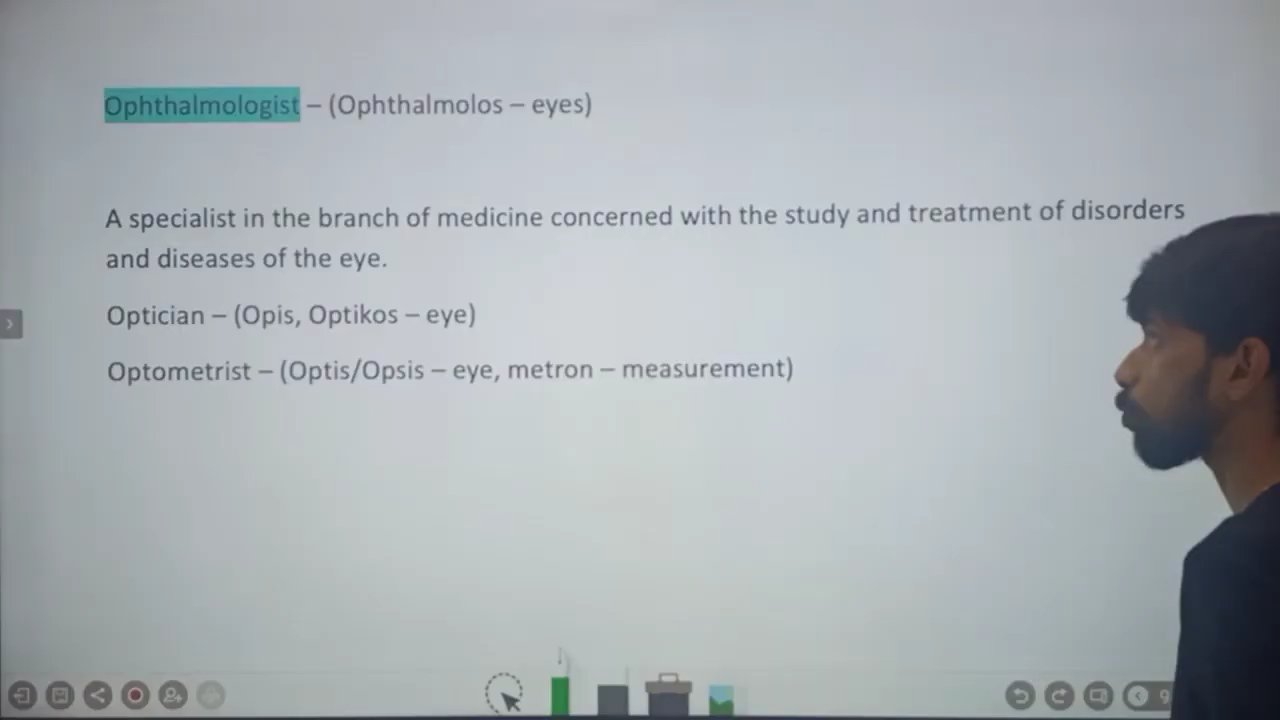 Ophthalmologist – (Ophthalmolos – eyes)
A specialist in the branch of medicine concerned with the study and treatment of disorders
and diseases of the eye.
Optician – (Opis, Optikos – eye)
Optometrist – (Optis/Opsis – eye, metron – measurement)
9